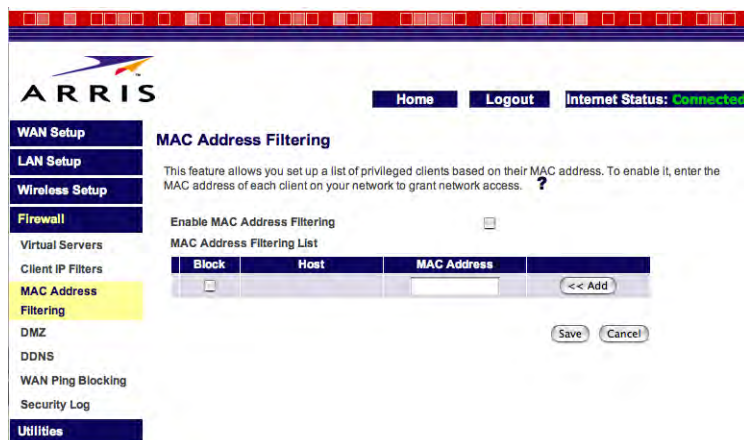 ARRIS
Home Logout Internet Status: Connected
WAN Setup
LAN Setup
Wireless Setup
Firewall
Virtual Servers
Client IP Filters
MAC Address
Filtering
DMZ
DDNS
WAN Ping Blocking
Security Log
Utilities
MAC Address Filtering
This feature allows you set up a list of privileged clients based on their MAC address. To enable it, enter the
MAC address of each client on your network to grant network access. ?
Enable MAC Address Filtering
MAC Address Filtering List
Block Host MAC Address
<< Add
Save Cancel